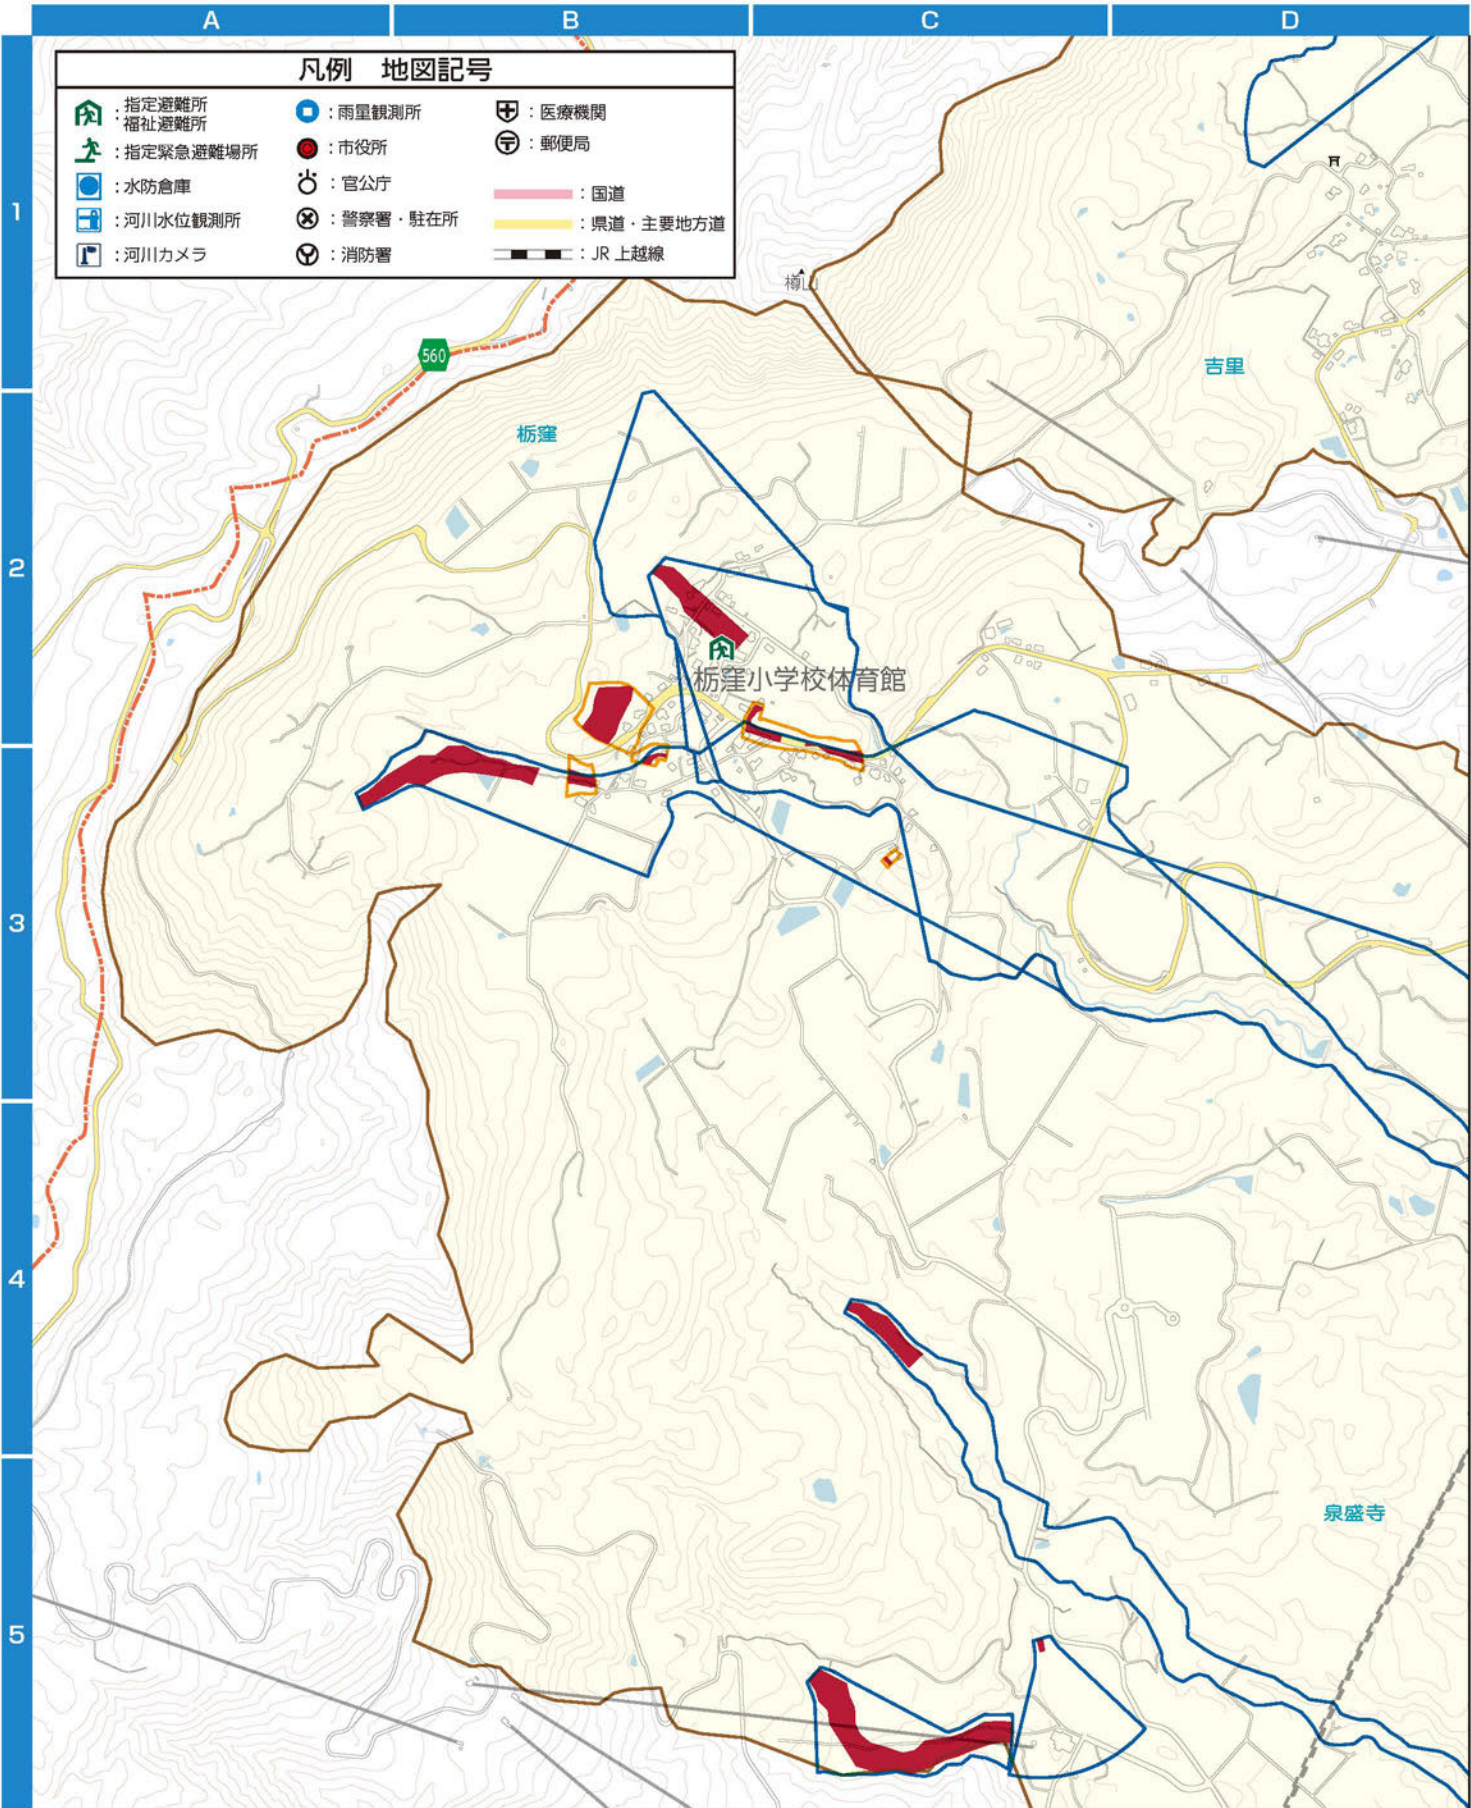 A
B
C
D
凡例　地図記号
：指定避難所
福祉避難所
：指定緊急避難場所
：水防倉庫
：河川水位観測所
：河川カメラ
：雨量観測所
：市役所
：官公庁
：警察署・駐在所
：消防署
：医療機関
：郵便局
：国道
：県道・主要地方道
：JR 上越線
1
樽山
560
吉里
栃窪
2
栃窪小学校体育館
3
4
泉盛寺
5